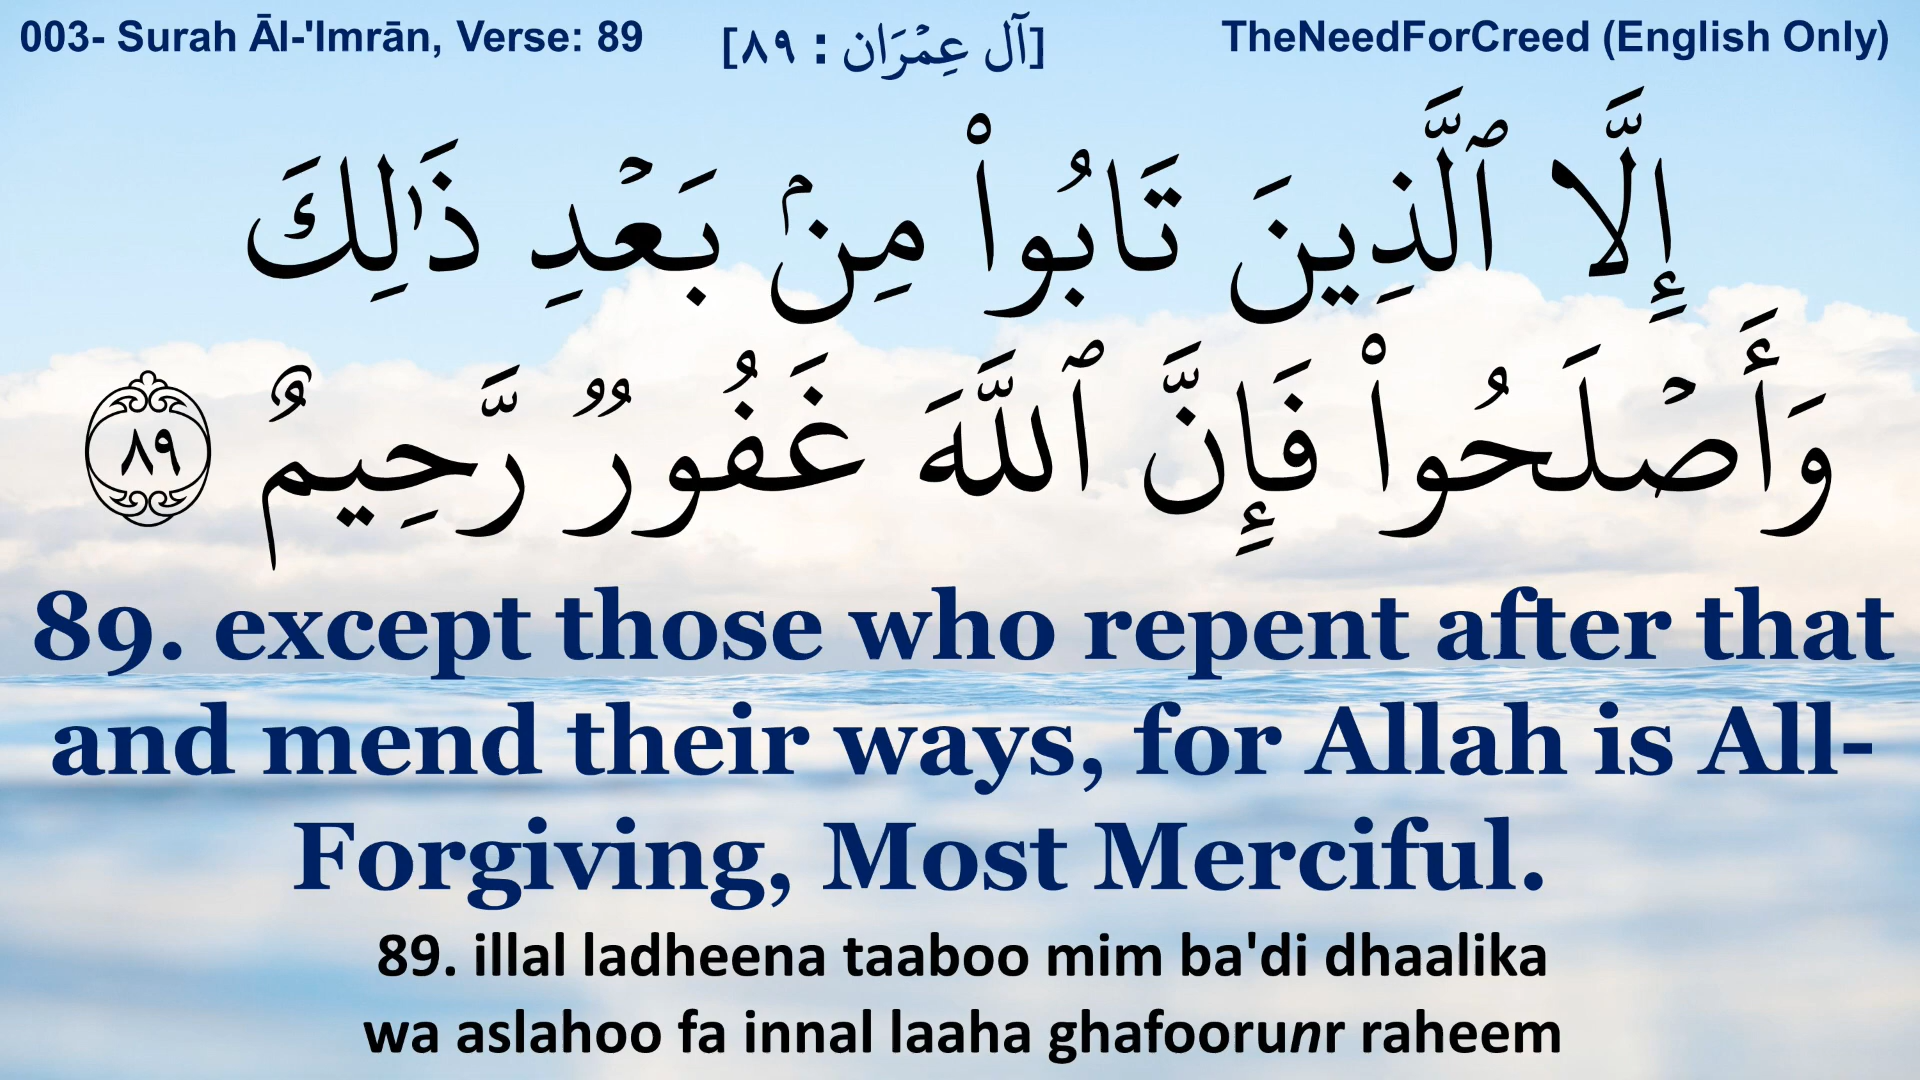 003- Surah Āl-'Imrān, Verse: 89
[آل عِمْرَان : ٨٩]
TheNeedForCreed (English Only)
إِلَّا ٱلَّذِينَ تَابُوا۟ مِنۢ بَعْدِ ذَٰلِكَ
وَأَصْلَحُوا۟ فَإِنَّ ٱللَّهَ غَفُورٌ رَّحِيمٌ ٨٩
89. except those who repent after that
and mend their ways, for Allah is All-
Forgiving, Most Merciful.
89. illal ladheena taaboo mim ba'di dhaalika
wa aslahoo fa innal laaha ghafoorunr raheem